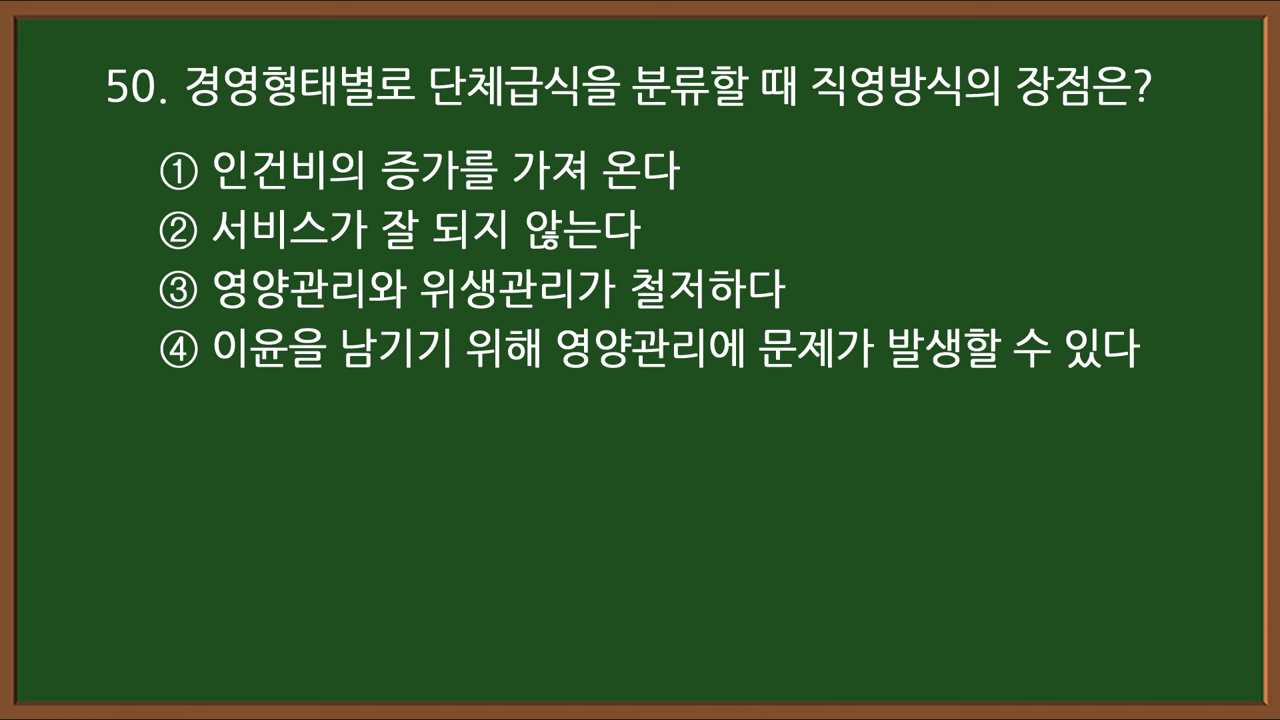 50. 경영형태별로 단체급식을 분류할 때 직영방식의 장점은?
① 인건비의 증가를 가져 온다
② 서비스가 잘 되지 않는다
③ 영양관리와 위생관리가 철저하다
④ 이윤을 남기기 위해 영양관리에 문제가 발생할 수 있다